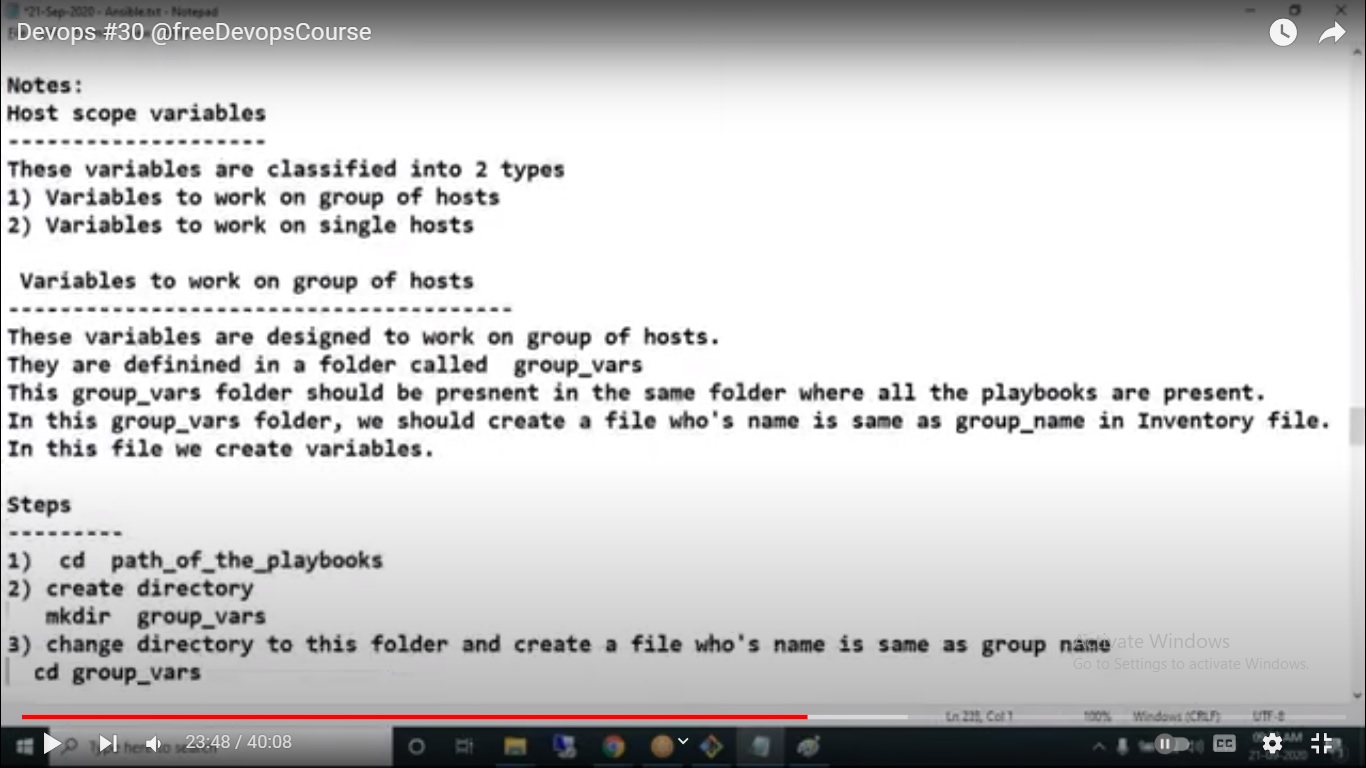 *21-Sep-2020 - Ansible.txt - Notepad
Devops #30 @freeDevopsCourse
Notes:
Host scope variables
--------------------
These variables are classified into 2 types
1) Variables to work on group of hosts
2) Variables to work on single hosts
Variables to work on group of hosts
---------------------------------------
These variables are designed to work on group of hosts.
They are definined in a folder called  group_vars
This group_vars folder should be presnent in the same folder where all the playbooks are present.
In this group_vars folder, we should create a file who's name is same as group_name in Inventory file.
In this file we create variables.
Steps
---------
1)  cd  path_of_the_playbooks
2) create directory
mkdir  group_vars
3) change directory to this folder and create a file who's name is same as group name
cd group_vars
Activate Windows
Go to Settings to activate Windows.
100% Windows (CRLF) UTF-8
Type here to search
23:48 / 40:08
CC
21-09-2020